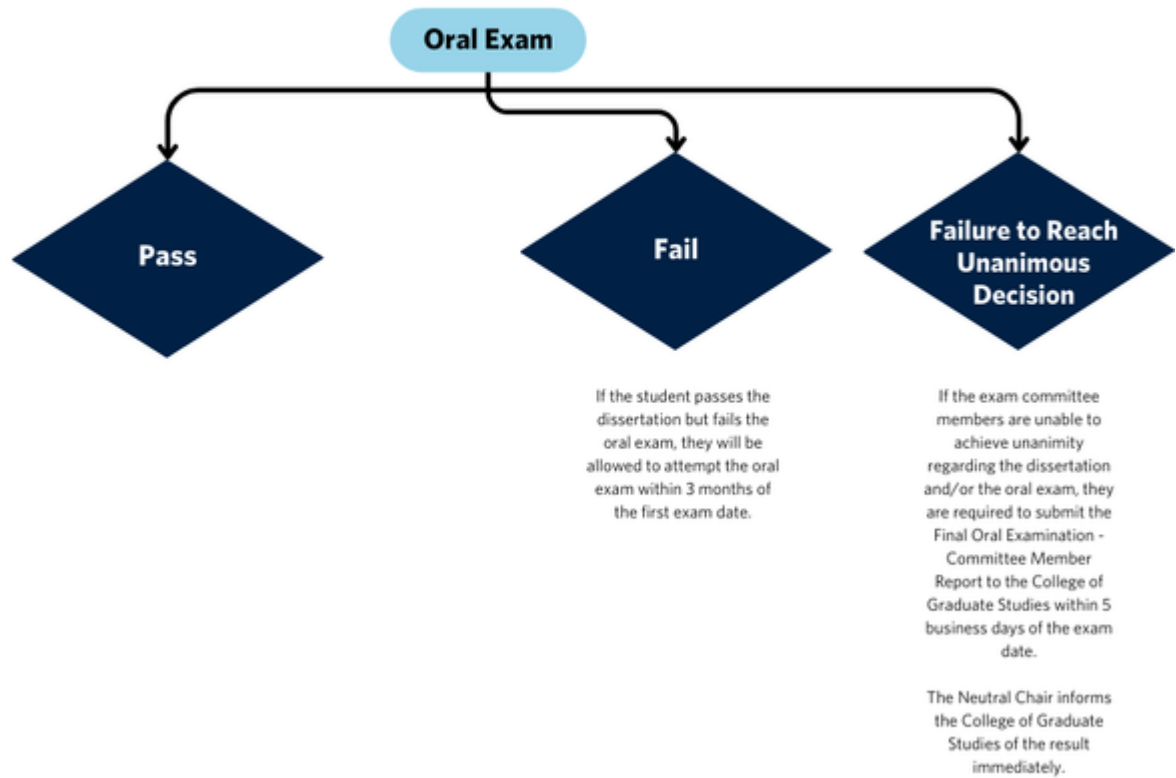 Oral Exam
Pass
Fail
Failure to Reach
Unanimous
Decision
If the student passes the
dissertation but fails the
oral exam, they will be
allowed to attempt the oral
exam within 3 months of
the first exam date.
If the exam committee
members are unable to
achieve unanimity
regarding the dissertation
and/or the oral exam, they
are required to submit the
Final Oral Examination -
Committee Member
Report to the College of
Graduate Studies within 5
business days of the exam
date.
The Neutral Chair informs
the College of Graduate
Studies of the result
immediately.